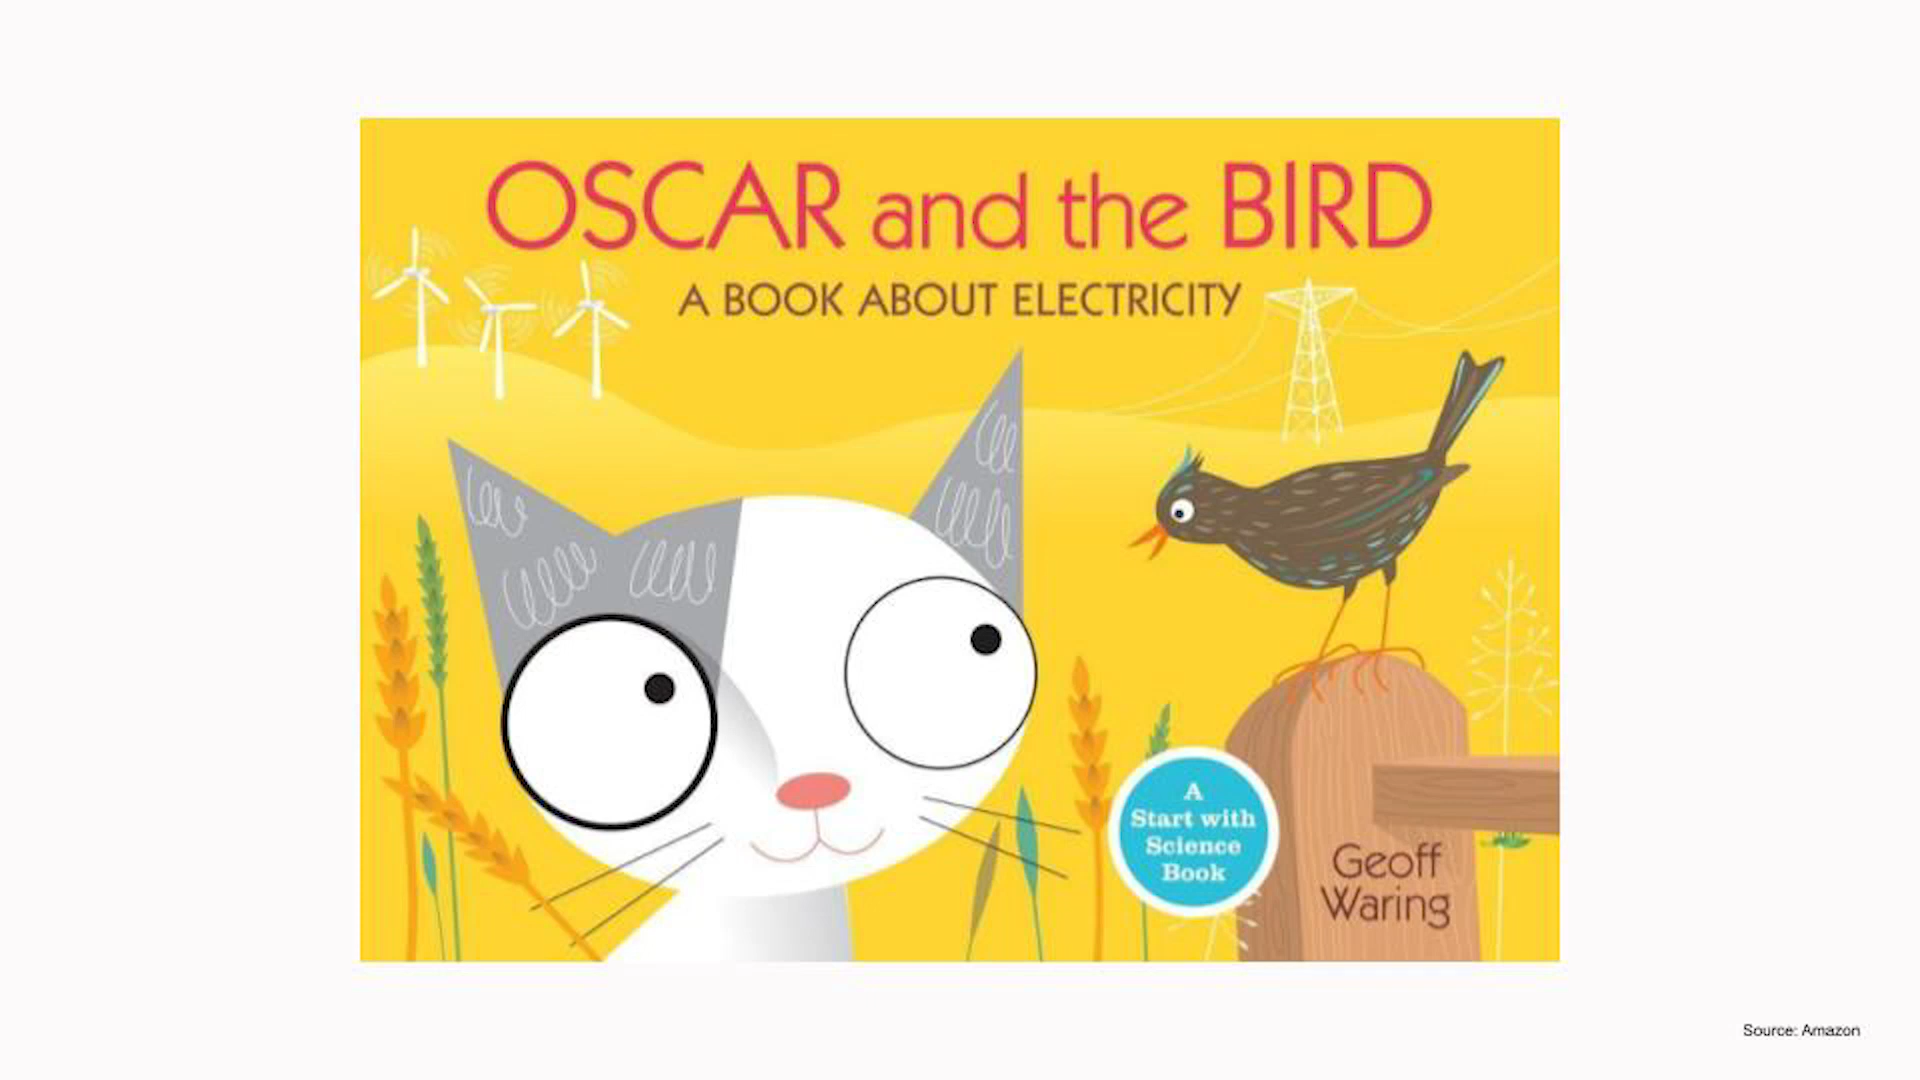 OSCAR and the BIRD
A BOOK ABOUT ELECTRICITY
A
Start with
Science
Book
Geoff
Waring
Source: Amazon